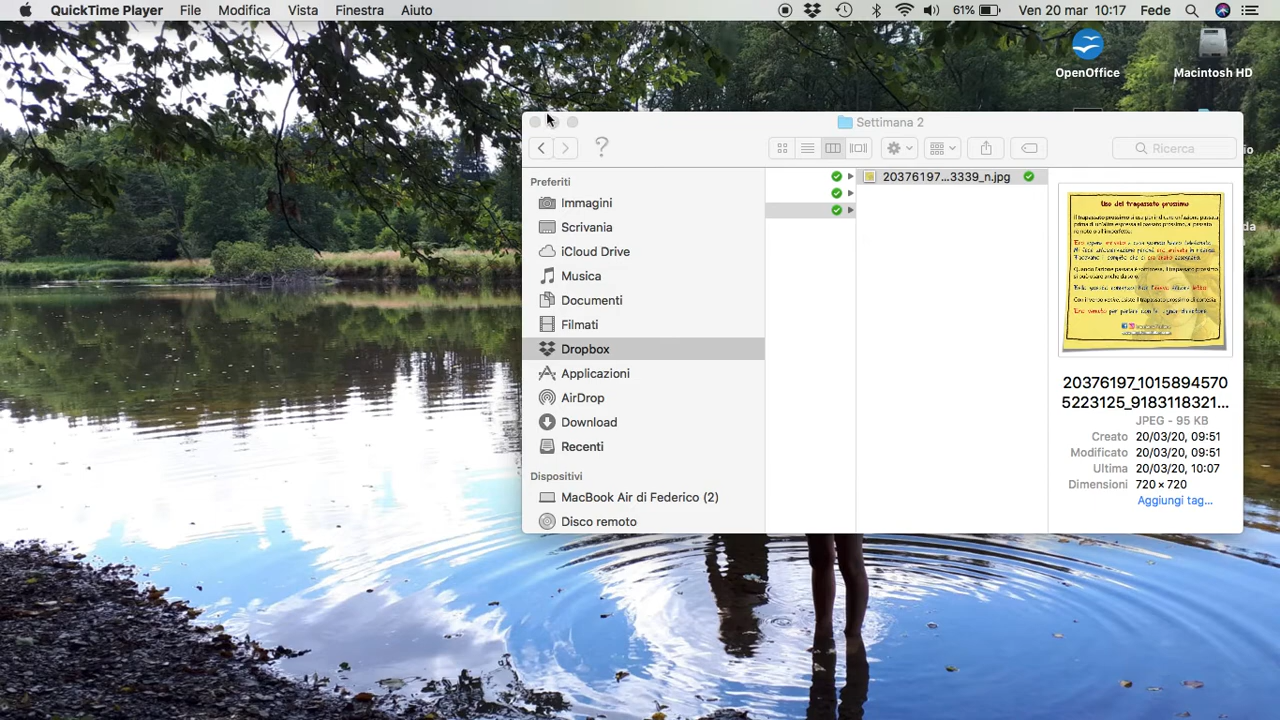 QuickTime Player File Modifica Vista Finestra Aiuto 61% Ven 20 mar 10:17 Fede
OpenOffice
Macintosh HD
Settimana 2
Ricerca
Preferiti
Immagini
Scrivania
iCloud Drive
Musica
Documenti
Filmati
Dropbox
Applicazioni
AirDrop
Download
Recenti
Dispositivi
MacBook Air di Federico (2)
Disco remoto
20376197...3339_n.jpg
Uso del trapassato prossimo
20376197_1015894570
5223125_9183118321...
JPEG - 95 KB
Creato 20/03/20, 09:51
Modificato 20/03/20, 09:51
Ultima 20/03/20, 10:07
Dimensioni 720 × 720
Aggiungi tag...